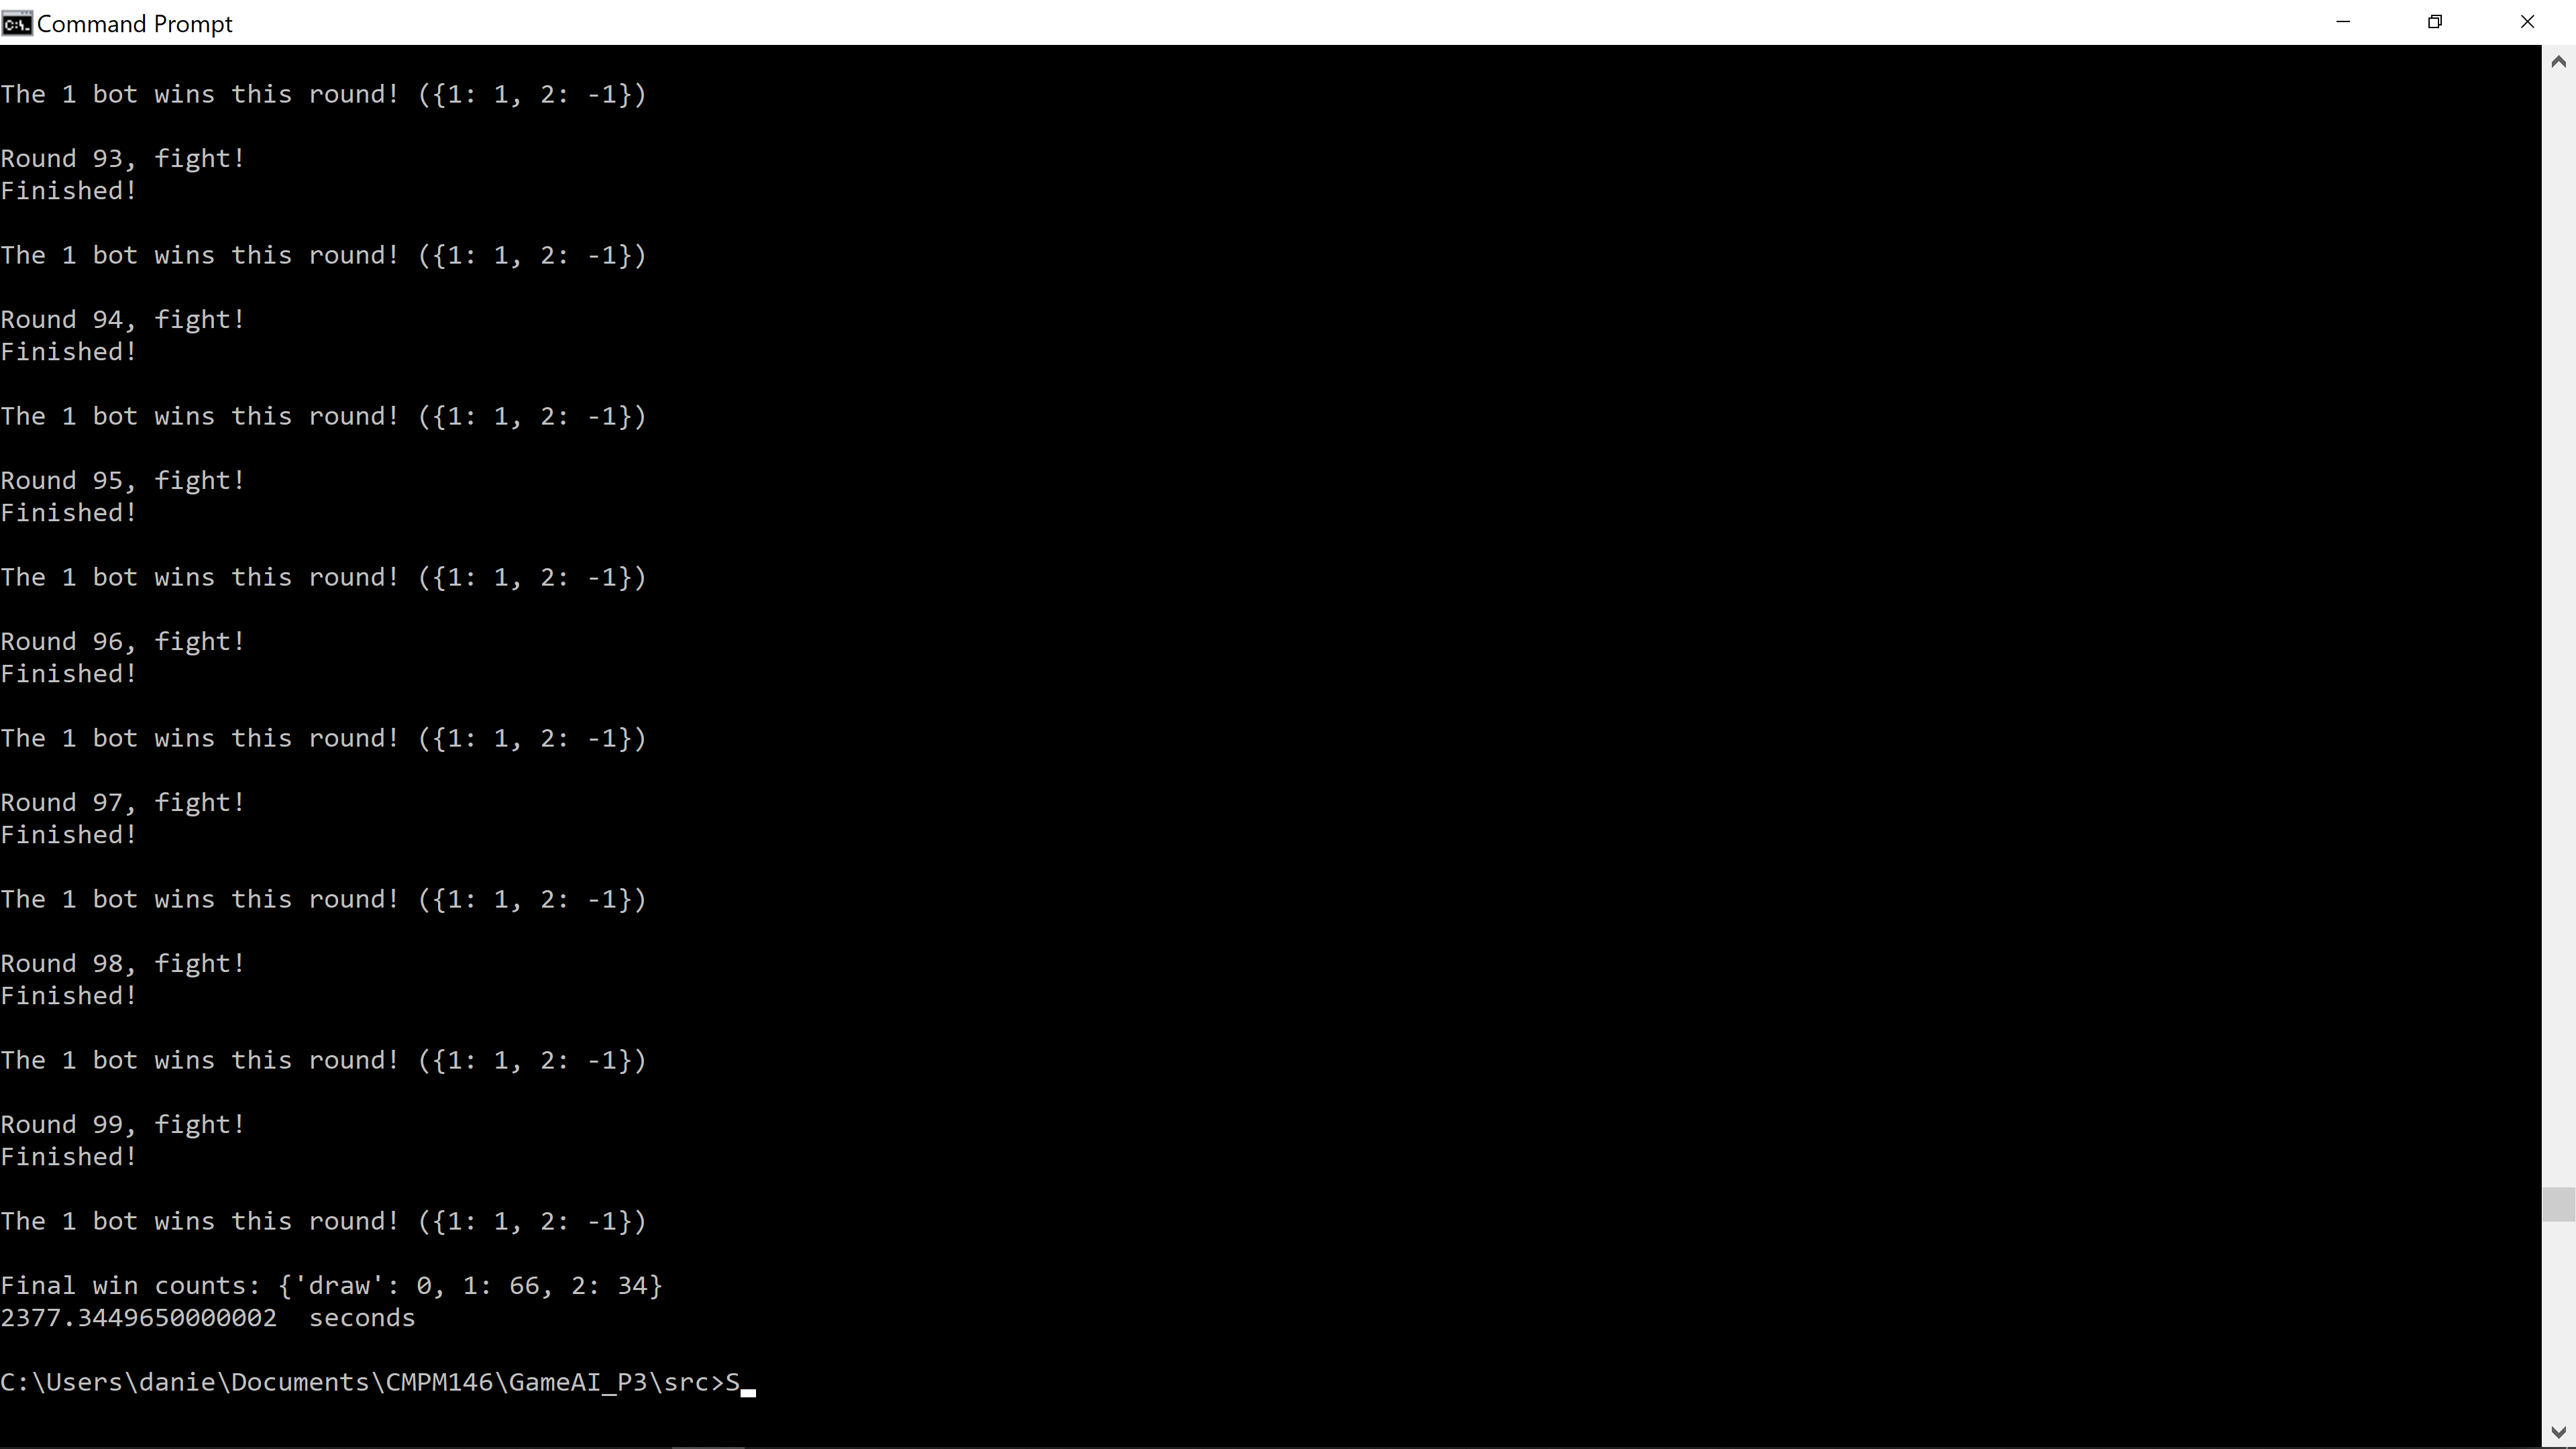 Command Prompt
The 1 bot wins this round! ({1: 1, 2: -1})
Round 93, fight!
Finished!
The 1 bot wins this round! ({1: 1, 2: -1})
Round 94, fight!
Finished!
The 1 bot wins this round! ({1: 1, 2: -1})
Round 95, fight!
Finished!
The 1 bot wins this round! ({1: 1, 2: -1})
Round 96, fight!
Finished!
The 1 bot wins this round! ({1: 1, 2: -1})
Round 97, fight!
Finished!
The 1 bot wins this round! ({1: 1, 2: -1})
Round 98, fight!
Finished!
The 1 bot wins this round! ({1: 1, 2: -1})
Round 99, fight!
Finished!
The 1 bot wins this round! ({1: 1, 2: -1})
Final win counts: {'draw': 0, 1: 66, 2: 34}
2377.3449650000002  seconds
C:\Users\danie\Documents\CMPM146\GameAI_P3\src>S